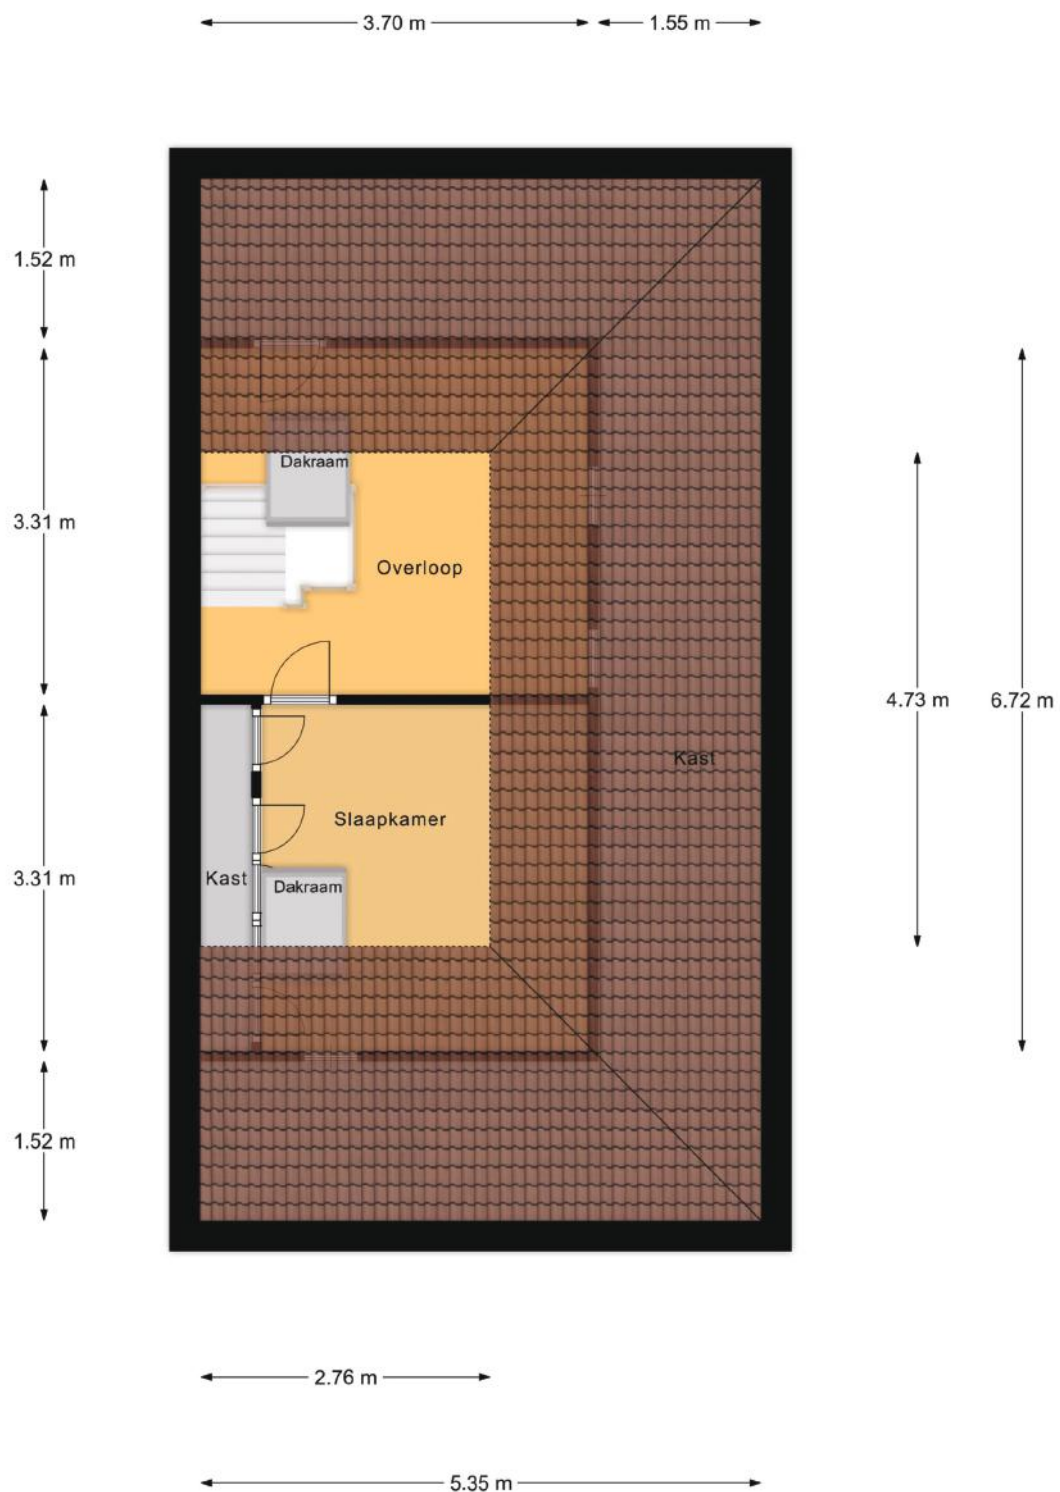 3.70 m
1.55 m
1.52 m
3.31 m
Dakraam
Overloop
4.73 m
6.72 m
Kast
Slaapkamer
3.31 m
Kast
Dakraam
1.52 m
2.76 m
5.35 m